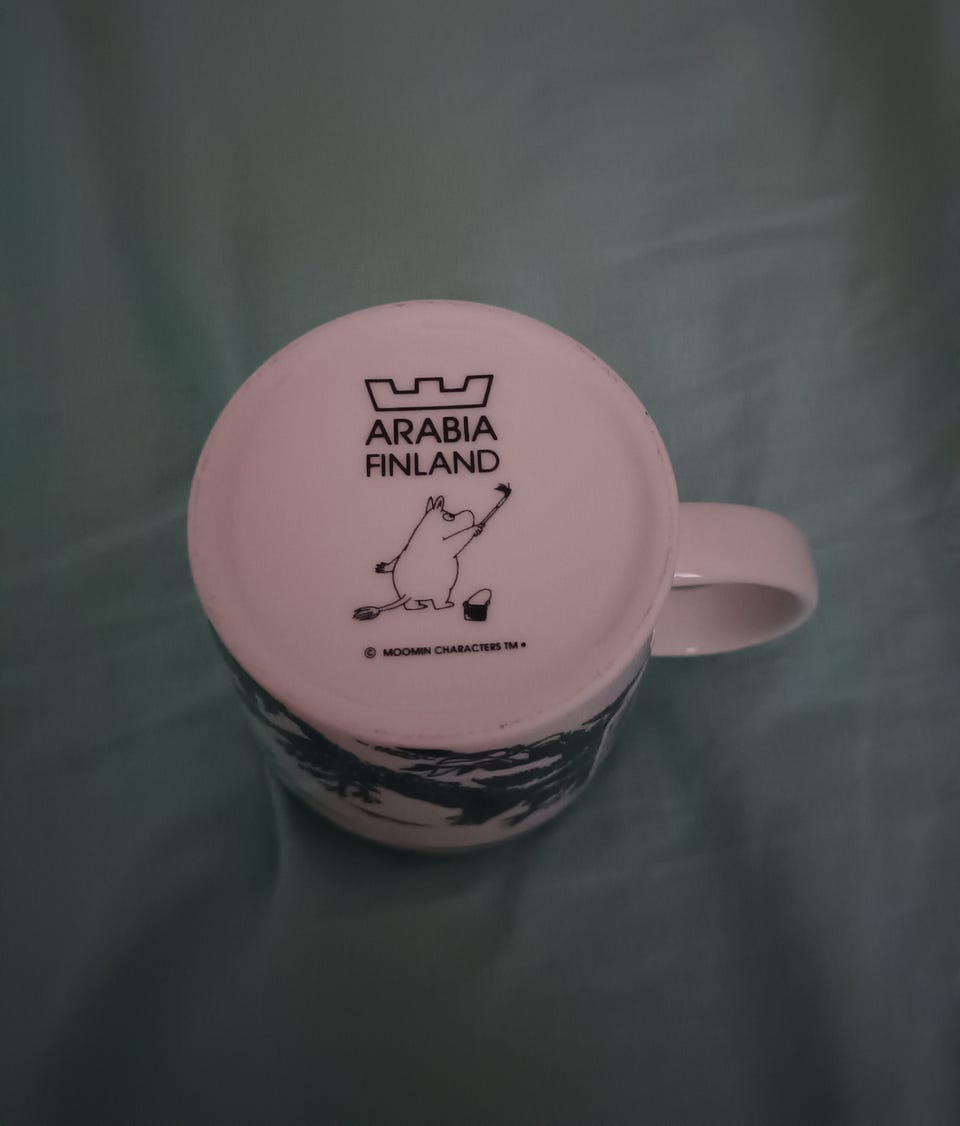 ARABIA
FINLAND
© MOOMIN CHARACTERS TM •